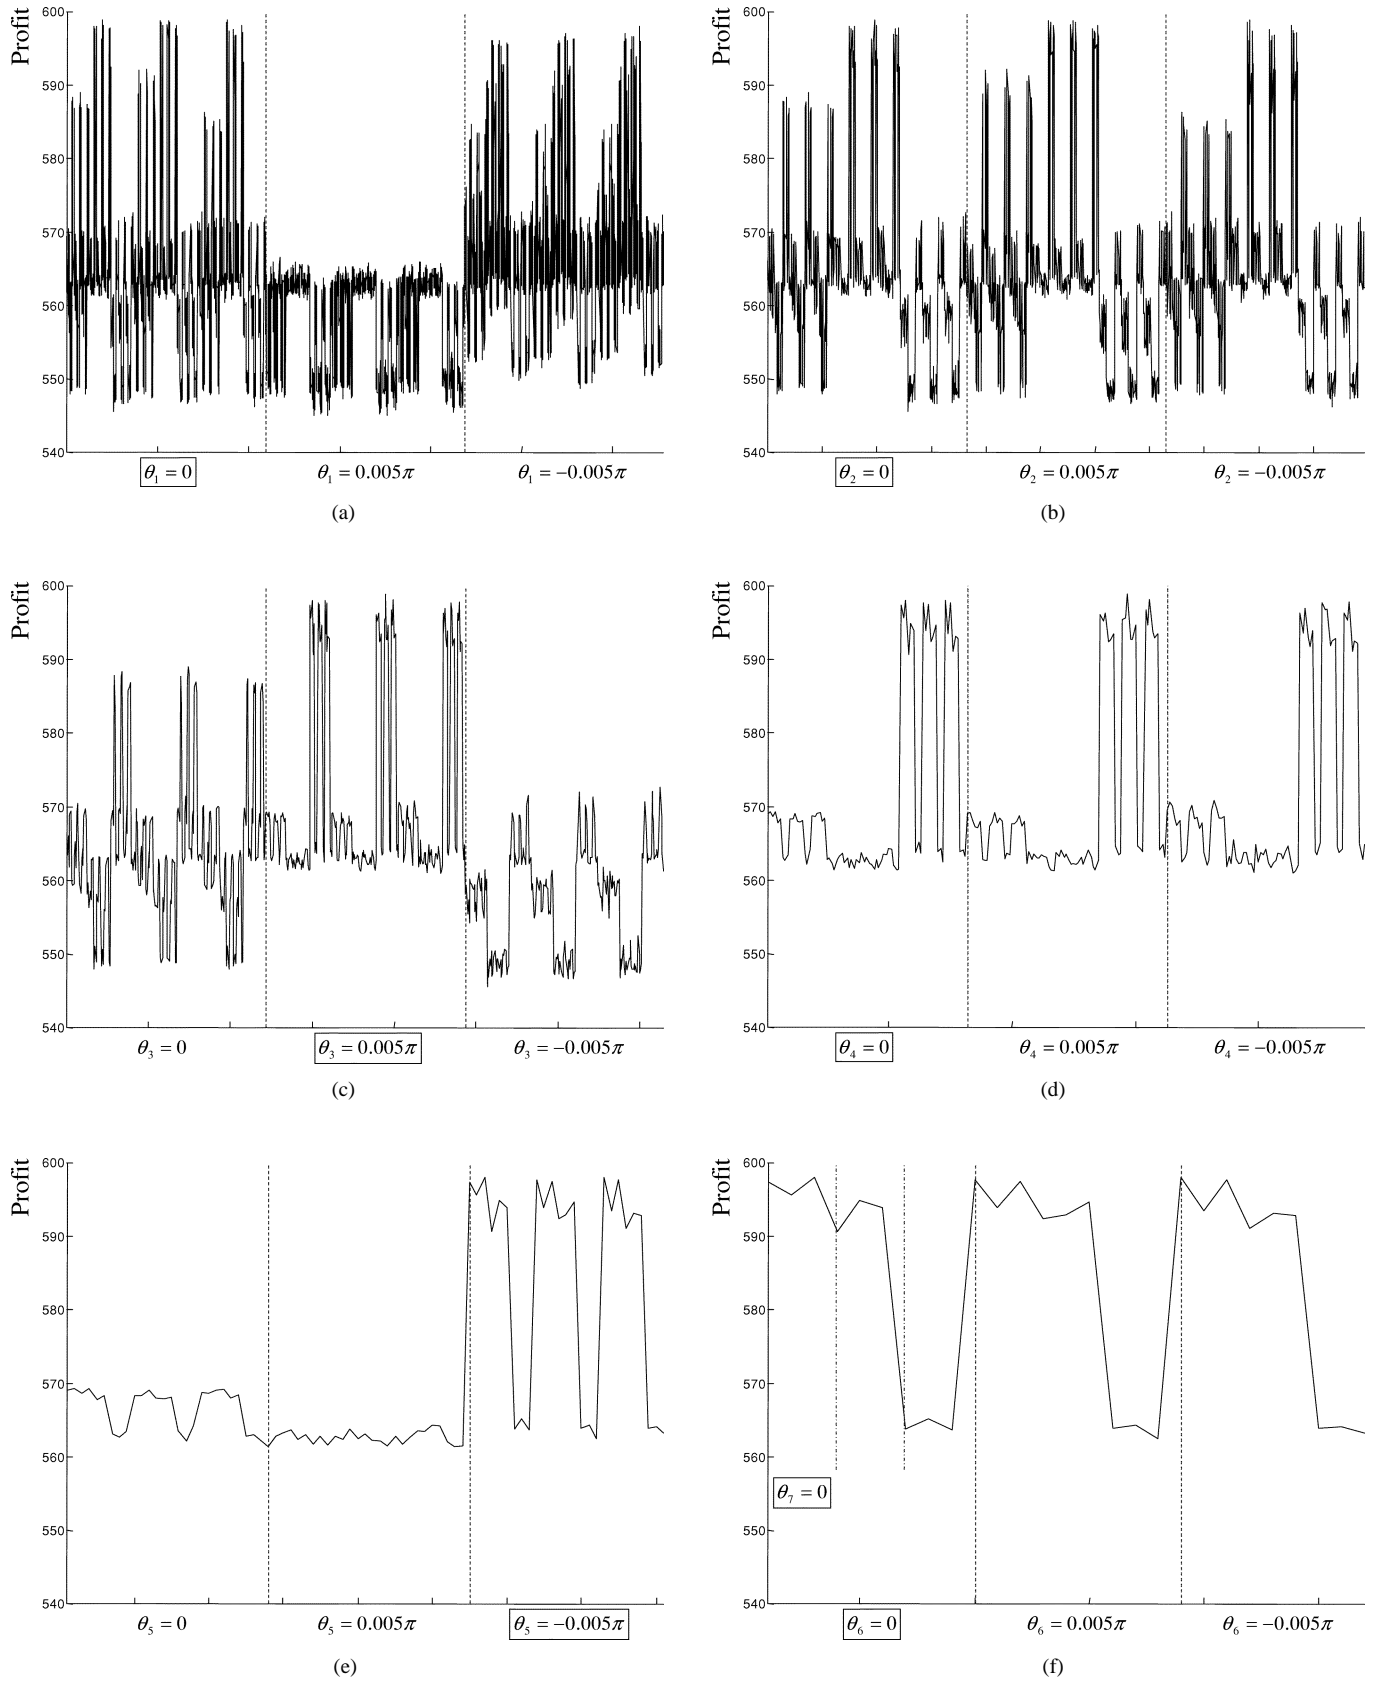 Profit
600
590
580
570
560
550
540
θ₁ = 0
θ₁ = 0.005π
θ₁ = −0.005π
(a)
Profit
600
590
580
570
560
550
540
θ₂ = 0
θ₂ = 0.005π
θ₂ = −0.005π
(b)
Profit
600
590
580
570
560
550
540
θ₃ = 0
θ₃ = 0.005π
θ₃ = −0.005π
(c)
Profit
600
590
580
570
560
550
540
θ₄ = 0
θ₄ = 0.005π
θ₄ = −0.005π
(d)
Profit
600
590
580
570
560
550
540
θ₅ = 0
θ₅ = 0.005π
θ₅ = −0.005π
(e)
Profit
600
590
580
570
560
θ₇ = 0
550
540
θ₆ = 0
θ₆ = 0.005π
θ₆ = −0.005π
(f)